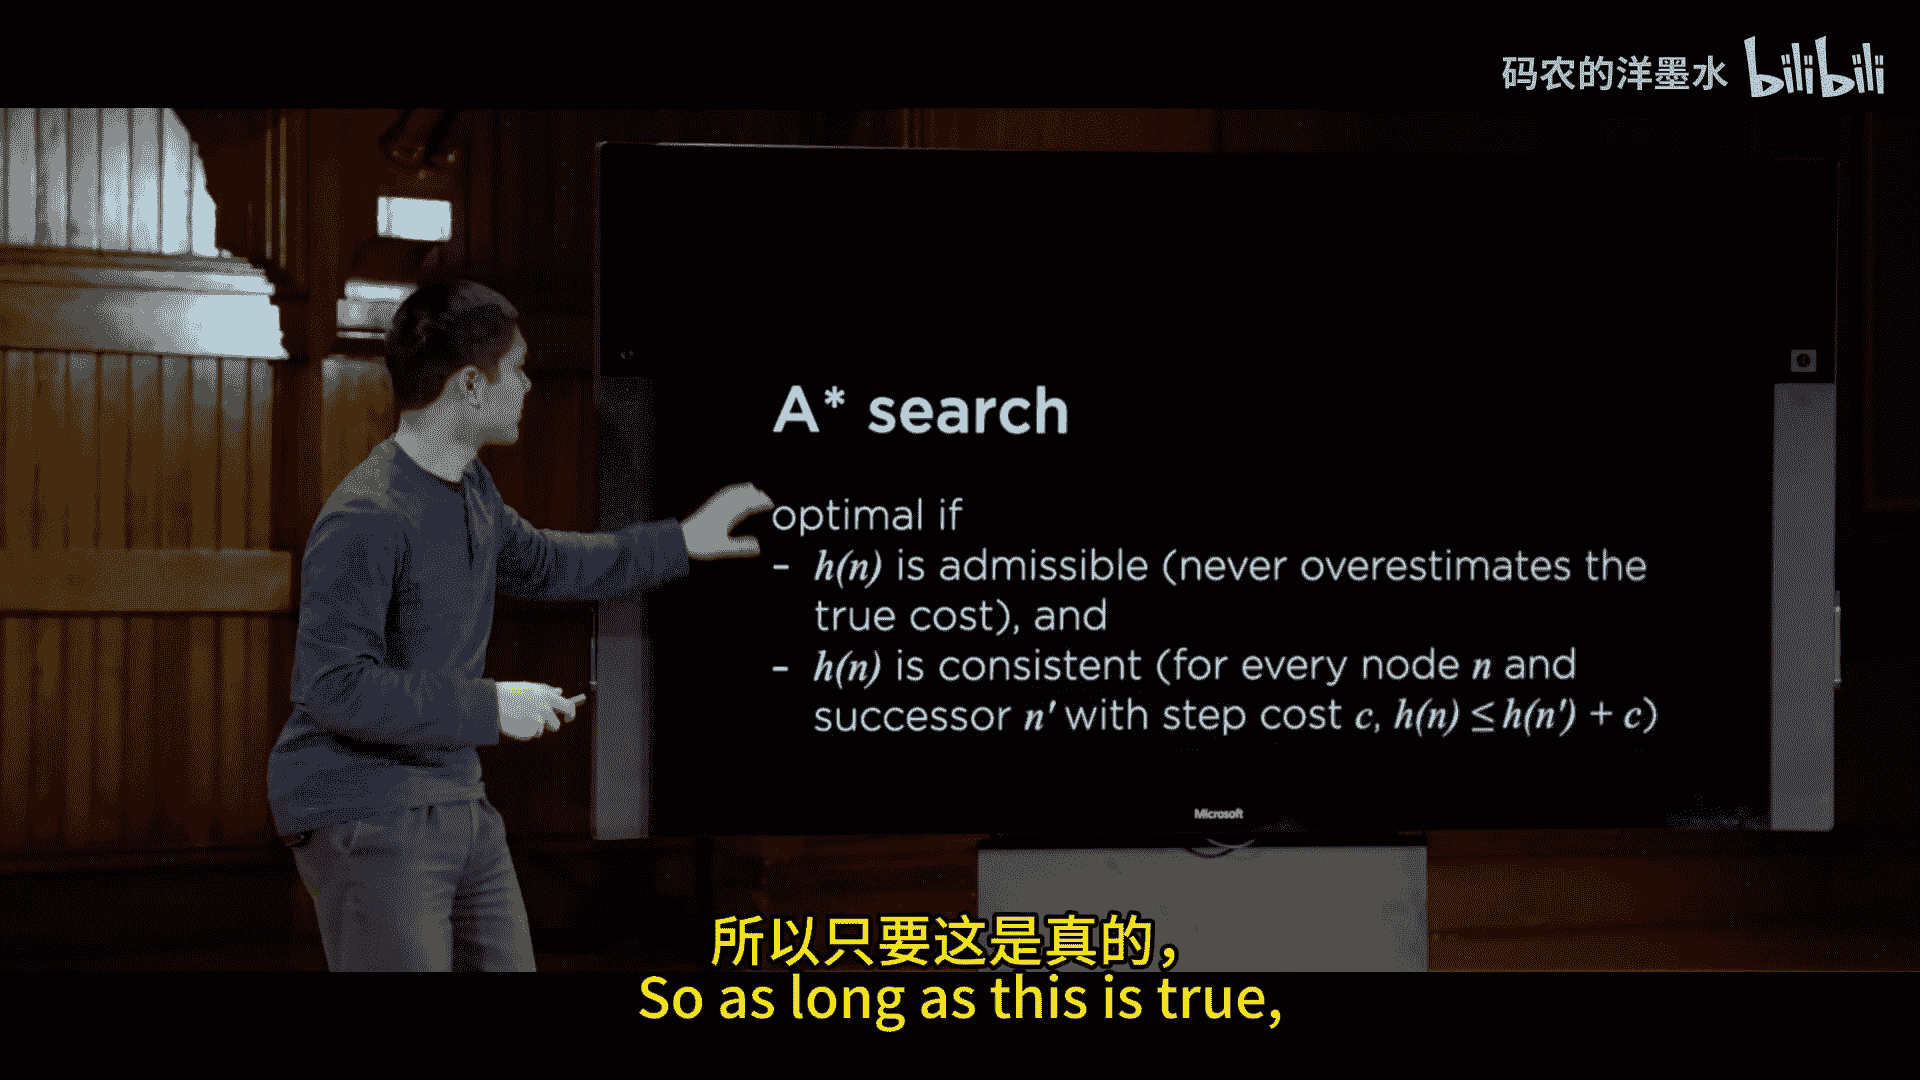 码农的洋墨水 bilibili
A* search
optimal if
- h(n) is admissible (never overestimates the
true cost), and
- h(n) is consistent (for every node n and
successor n' with step cost c, h(n) ≤ h(n') + c)
Microsoft
所以只要这是真的，
So as long as this is true,